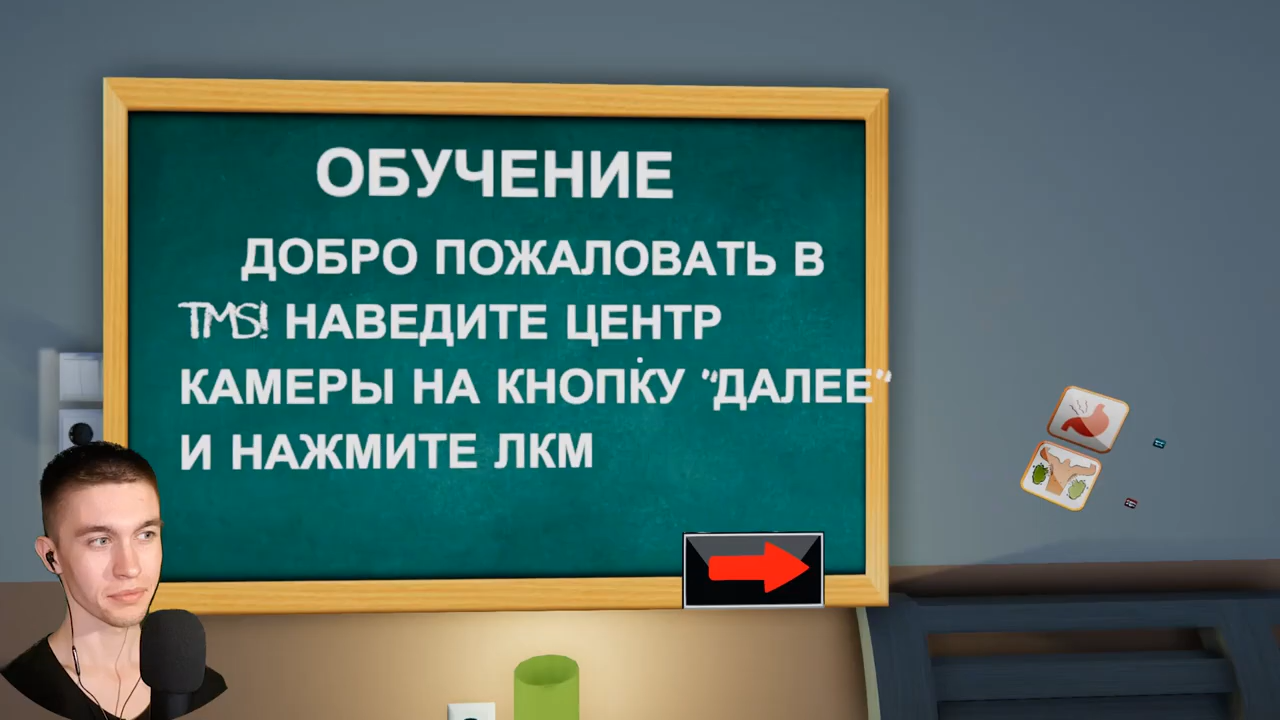 ОБУЧЕНИЕ
ДОБРО ПОЖАЛОВАТЬ В
TMS! НАВЕДИТЕ ЦЕНТР
КАМЕРЫ НА КНОПКУ "ДАЛЕЕ"
И НАЖМИТЕ ЛКМ